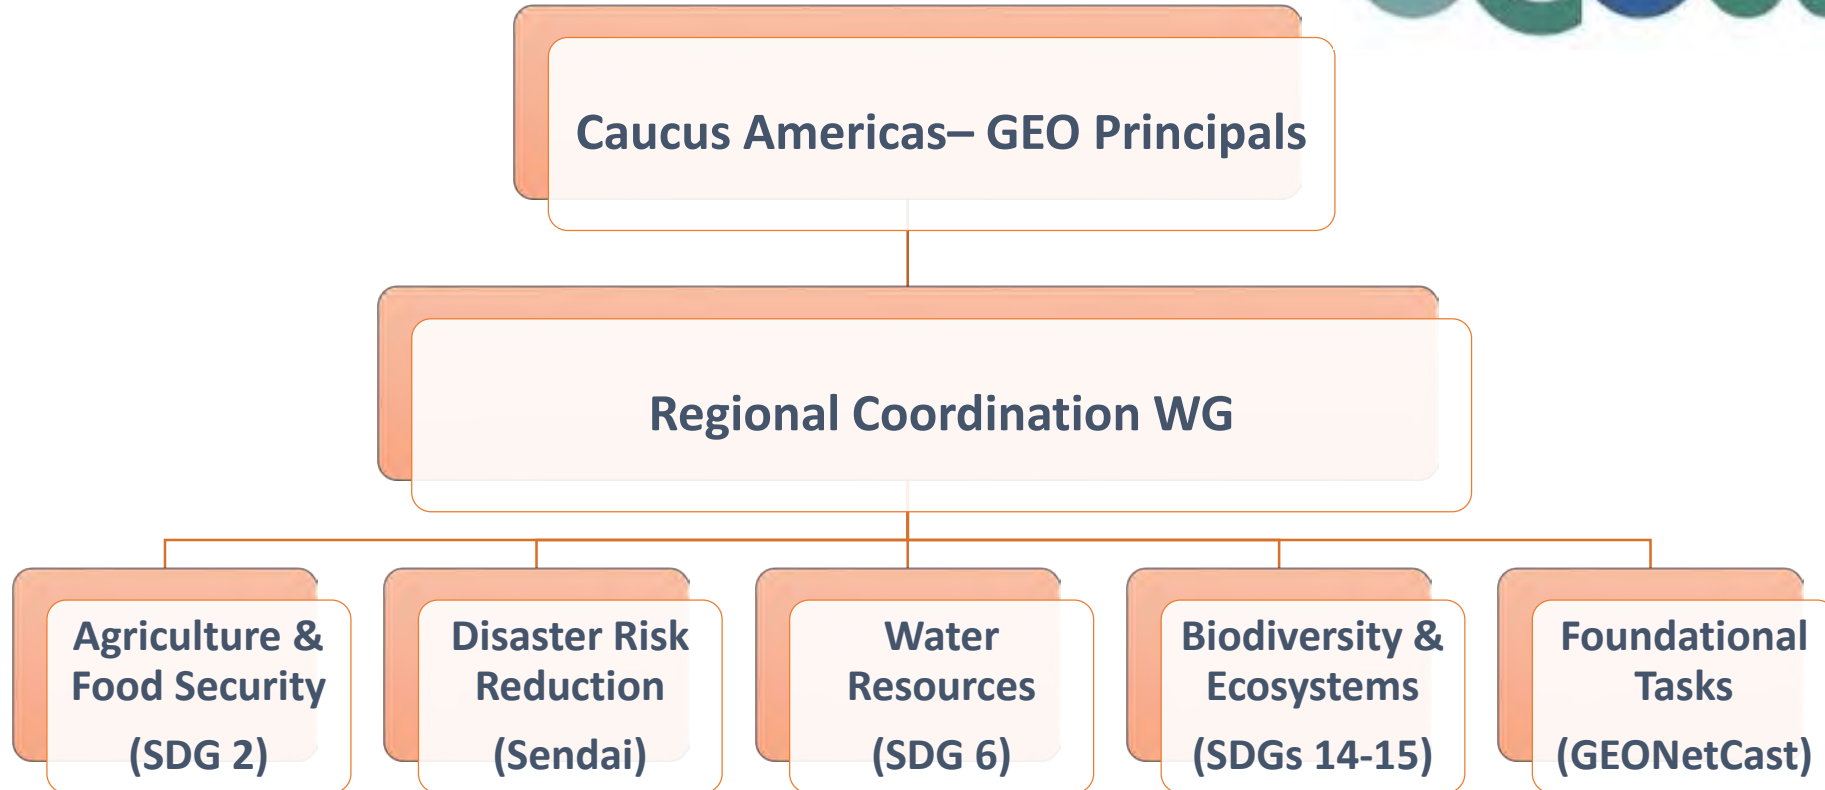 Caucus Americas– GEO Principals
Regional Coordination WG
Agriculture &
Food Security
(SDG 2)
Disaster Risk
Reduction
(Sendai)
Water
Resources
(SDG 6)
Biodiversity &
Ecosystems
(SDGs 14-15)
Foundational
Tasks
(GEONetCast)